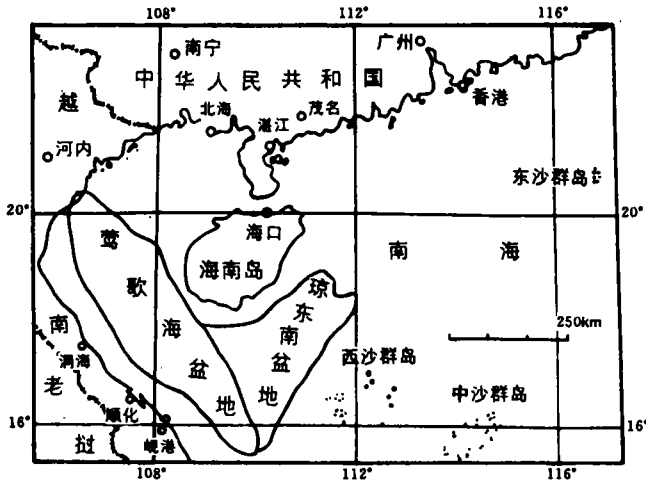 108°
112°
116°
南宁
广州
中华人民共和国
越
北海
茂名
香港
湛江
河内
东沙群岛
20°
20°
海口
莺歌海盆地
海南岛
南海
琼东南盆地
250km
南
洞海
西沙群岛
老
中沙群岛
顺化
16°
16°
挝
岘港
108°
110°
112°
114°
116°